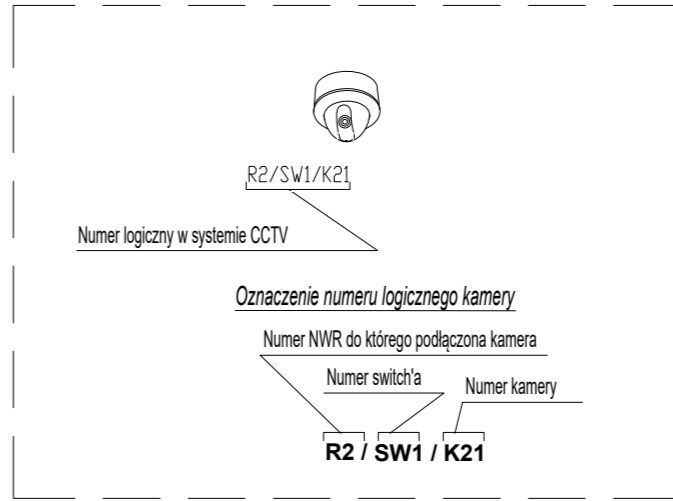 R2/SW1/K21
Numer logiczny w systemie CCTV
Oznaczenie numeru logicznego kamery
Numer NWR do którego podłączona kamera
Numer switch'a
Numer kamery
R2 / SW1 / K21